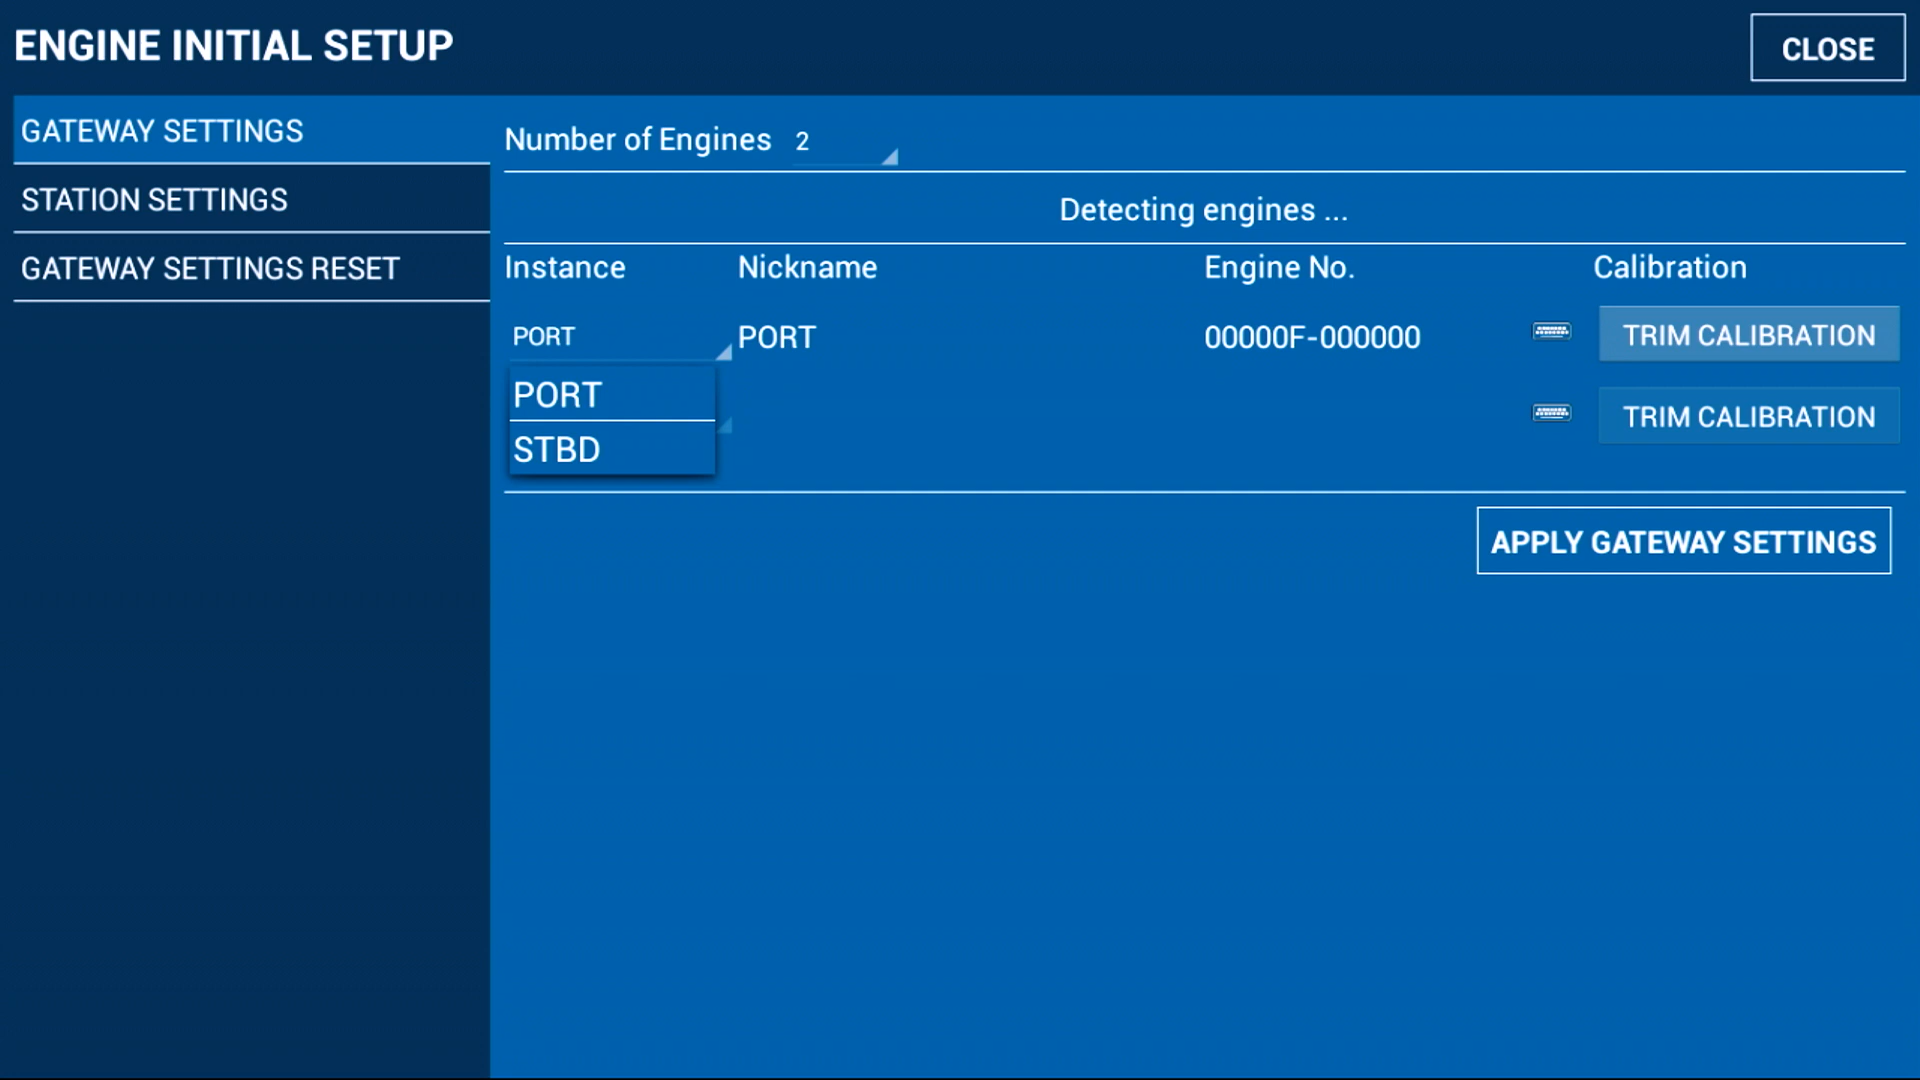 ENGINE INITIAL SETUP
CLOSE
GATEWAY SETTINGS
STATION SETTINGS
GATEWAY SETTINGS RESET
Number of Engines 2
Detecting engines ...
Instance Nickname Engine No. Calibration
PORT PORT 00000F-000000 TRIM CALIBRATION
PORT
STBD
TRIM CALIBRATION
APPLY GATEWAY SETTINGS